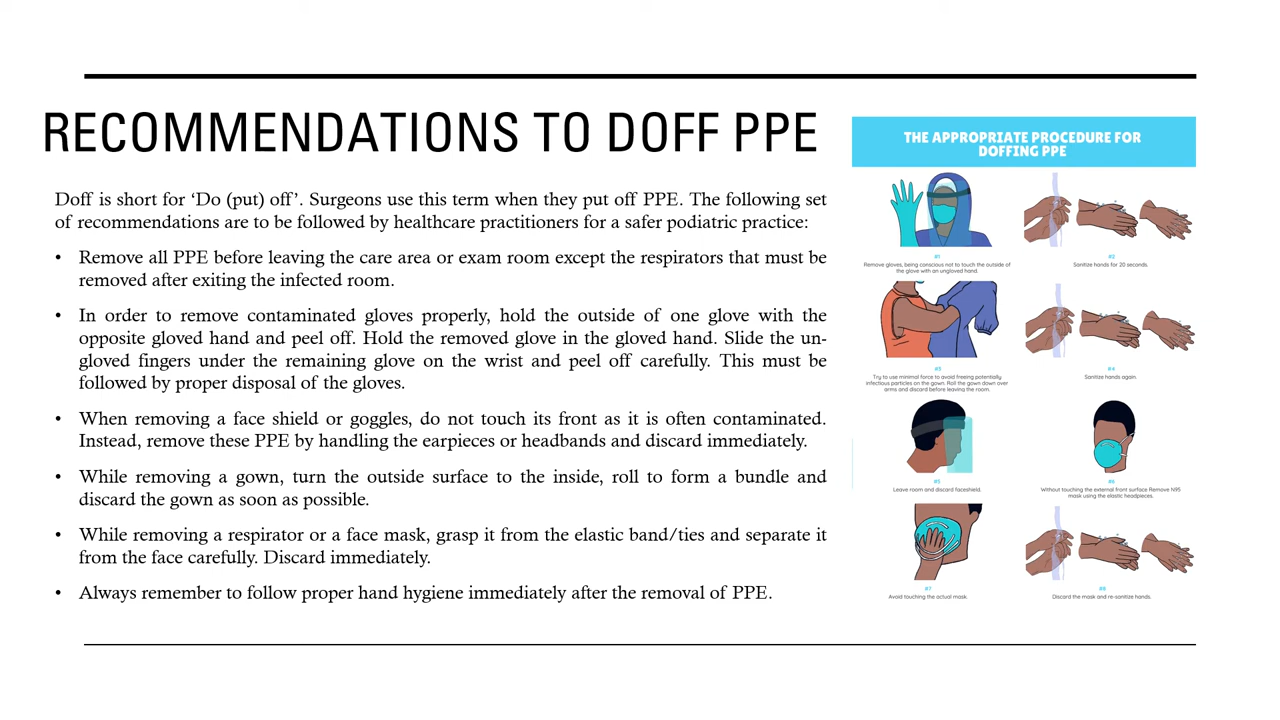 RECOMMENDATIONS TO DOFF PPE
Doff is short for ‘Do (put) off’. Surgeons use this term when they put off PPE. The following set
of recommendations are to be followed by healthcare practitioners for a safer podiatric practice:
• Remove all PPE before leaving the care area or exam room except the respirators that must be
removed after exiting the infected room.
• In order to remove contaminated gloves properly, hold the outside of one glove with the
opposite gloved hand and peel off. Hold the removed glove in the gloved hand. Slide the un-
gloved fingers under the remaining glove on the wrist and peel off carefully. This must be
followed by proper disposal of the gloves.
• When removing a face shield or goggles, do not touch its front as it is often contaminated.
Instead, remove these PPE by handling the earpieces or headbands and discard immediately.
• While removing a gown, turn the outside surface to the inside, roll to form a bundle and
discard the gown as soon as possible.
• While removing a respirator or a face mask, grasp it from the elastic band/ties and separate it
from the face carefully. Discard immediately.
• Always remember to follow proper hand hygiene immediately after the removal of PPE.
THE APPROPRIATE PROCEDURE FOR
DOFFING PPE
#1
Remove gloves, being conscious not to touch the outside of
the glove with an ungloved hand.
#2
Sanitize hands for 20 seconds.
#3
Try to use minimal force to avoid freeing potentially
infectious particles on the gown. Roll the gown down over
arms and discard before leaving the room.
#4
Sanitize hands again.
#5
Leave room and discard faceshield.
#6
Without touching the external front surface Remove N95
mask using the elastic headpieces.
#7
Avoid touching the actual mask.
#8
Discard the mask and re-sanitize hands.